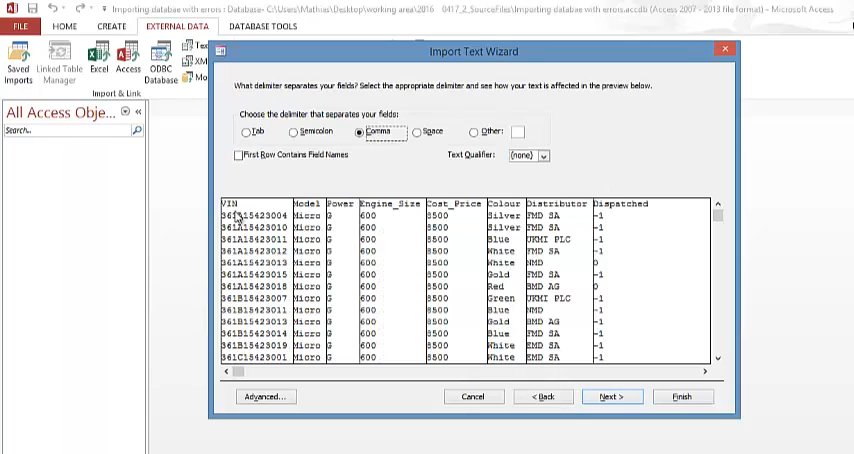 Importing databae with errors : Database- C:\Users\Mathias\Desktop\working area\2016 0417_2_SourceFiles\Importing databae with errors.accdb (Access 2007 - 2013 file format) - Microsoft Access
FILE HOME CREATE EXTERNAL DATA DATABASE TOOLS
Saved Imports
Linked Table Manager
Excel
Access
ODBC Database
Tex
XM
Mo
Import & Link
All Access Obje... «
Search..
Import Text Wizard
What delimiter separates your fields? Select the appropriate delimiter and see how your text is affected in the preview below.
Choose the delimiter that separates your fields:
Tab Semicolon Comma Space Other:
First Row Contains Field Names Text Qualifier: {none}
VIN Model Power Engine_Size Cost_Price Colour Distributor Dispatched
361A15423004 Micro G 600 8500 Silver FMD SA -1
361A15423010 Micro G 600 8500 Silver FMD SA -1
361A15423011 Micro G 600 8500 Blue UKMI PLC -1
361A15423012 Micro G 600 8500 White FMD SA -1
361A15423013 Micro G 600 8500 White NMD 0
361A15423015 Micro G 600 8500 Gold FMD SA -1
361A15423018 Micro G 600 8500 Red BMD AG 0
361B15423007 Micro G 600 8500 Green UKMI PLC -1
361B15423011 Micro G 600 8500 Blue NMD -1
361B15423013 Micro G 600 8500 Gold BMD AG -1
361B15423014 Micro G 600 8500 Blue FMD SA -1
361B15423019 Micro G 600 8500 White EMD SA -1
361C15423001 Micro G 600 8500 White EMD SA -1
Advanced... Cancel < Back Next > Finish